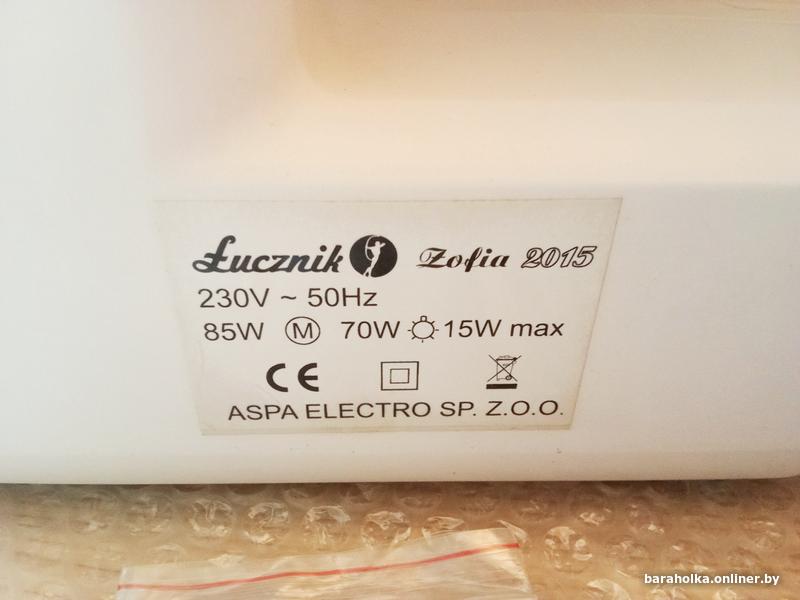 Łucznik Zofia 2015
230V ~ 50Hz
85W M 70W 15W max
CE
ASPA ELECTRO SP. Z.O.O.
baraholka.onliner.by